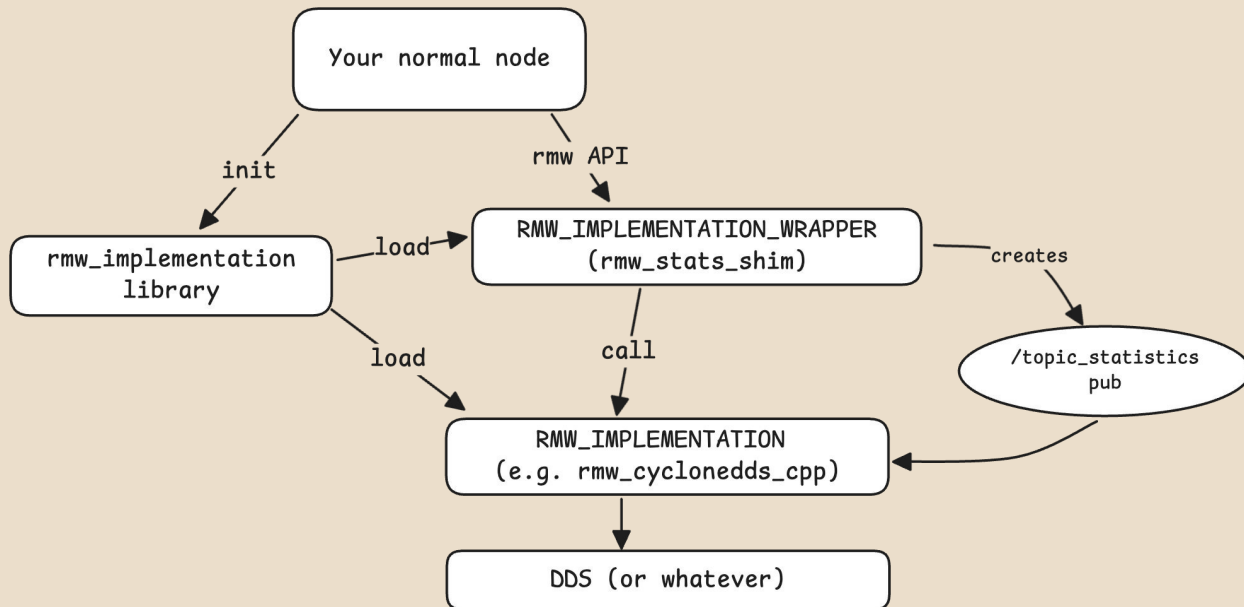 Your normal node
init
rmw API
rmw_implementation
library
load
RMW_IMPLEMENTATION_WRAPPER
(rmw_stats_shim)
creates
load
call
/topic_statistics
pub
RMW_IMPLEMENTATION
(e.g. rmw_cyclonedds_cpp)
DDS (or whatever)